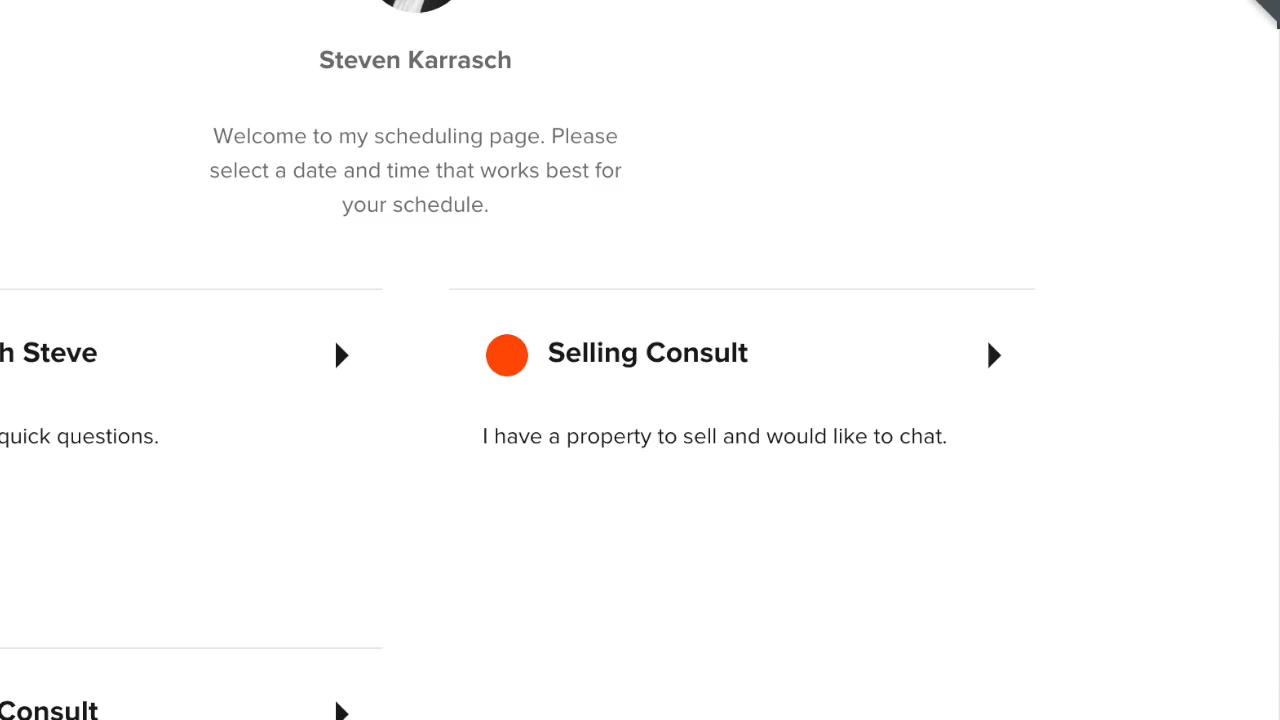 Steven Karrasch
Welcome to my scheduling page. Please
select a date and time that works best for
your schedule.
h Steve
Selling Consult
quick questions.
I have a property to sell and would like to chat.
Consult